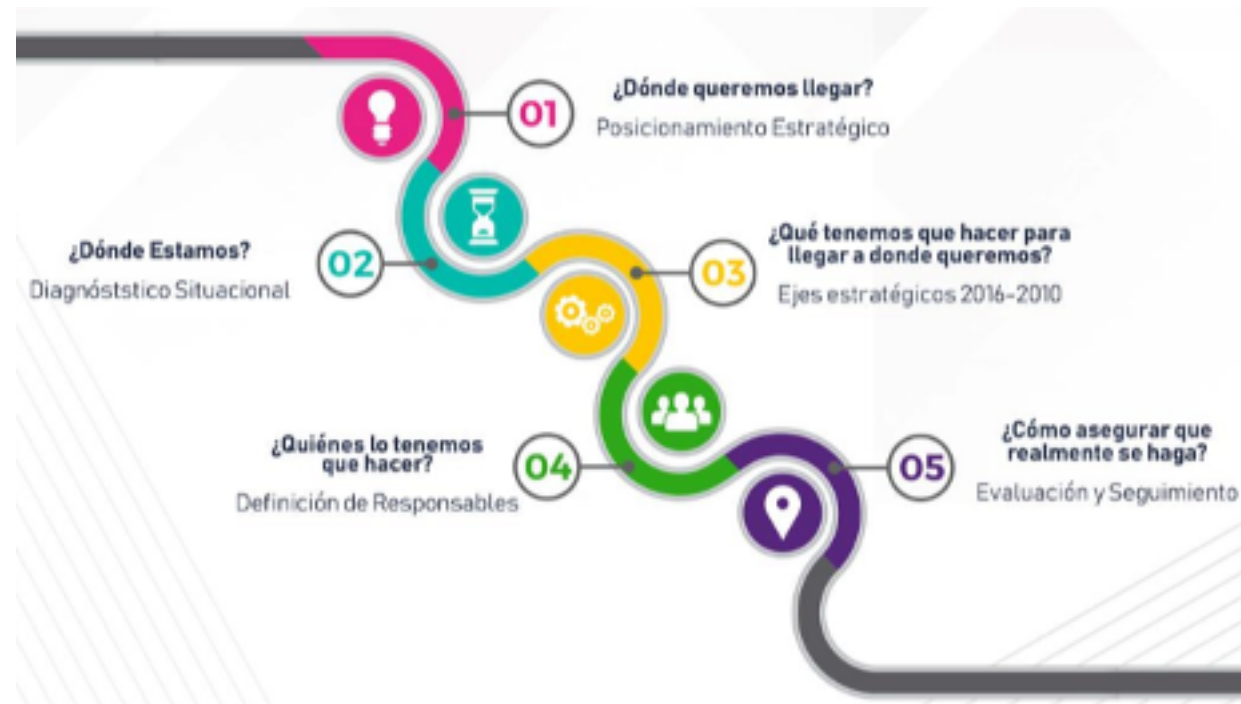 01
¿Dónde queremos llegar?
Posicionamiento Estratégico
02
¿Dónde Estamos?
Diagnóststico Situacional
03
¿Qué tenemos que hacer para
llegar a donde queremos?
Ejes estratégicos 2016-2010
04
¿Quiénes lo tenemos
que hacer?
Definición de Responsables
05
¿Cómo asegurar que
realmente se haga?
Evaluación y Seguimiento